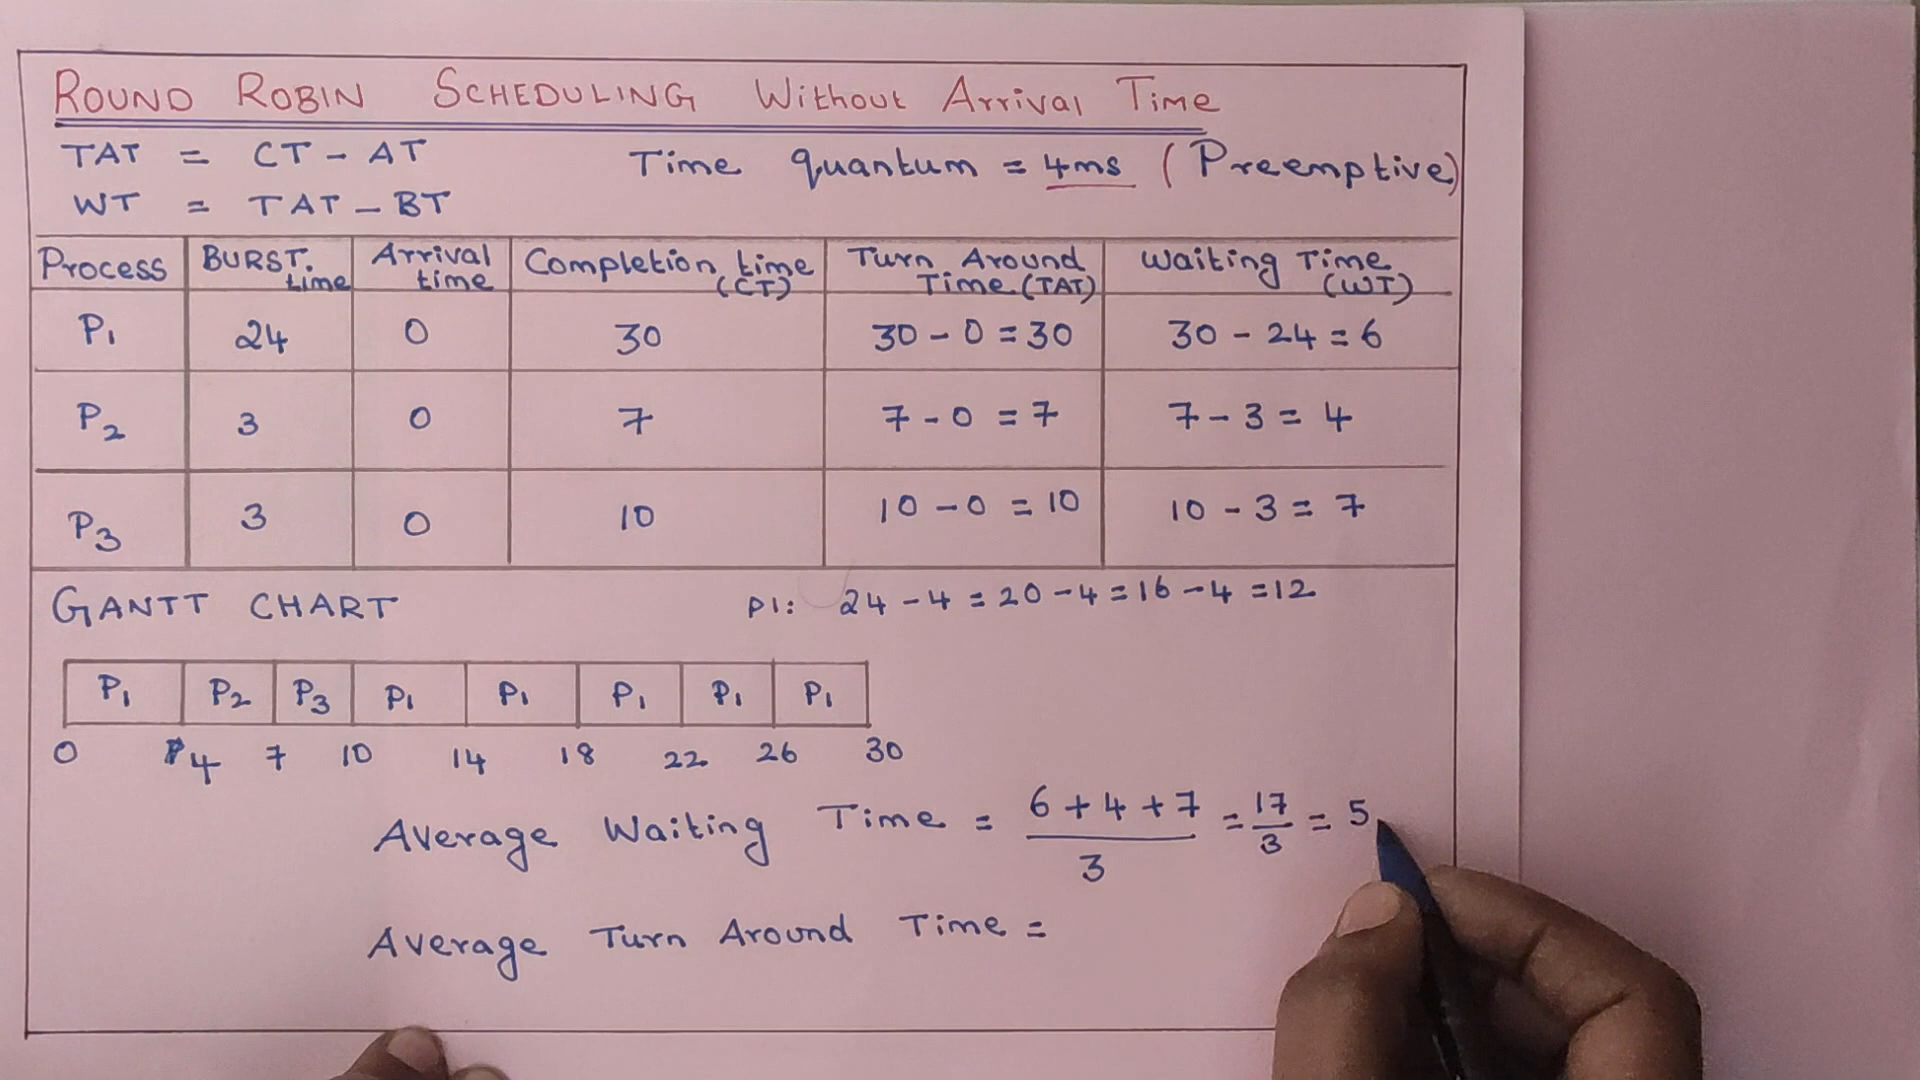 ROUND ROBIN SCHEDULING Without Arrival Time
TAT = CT - AT
Time quantum = 4ms (Preemptive)
WT = TAT - BT
Process BURST time Arrival time Completion time (CT) Turn Around Time (TAT) Waiting Time (WT)
P1 24 0 30 30 - 0 = 30 30 - 24 = 6
P2 3 0 7 7 - 0 = 7 7 - 3 = 4
P3 3 0 10 10 - 0 = 10 10 - 3 = 7
GANTT CHART
P1: 24 - 4 = 20 - 4 = 16 - 4 = 12
P1 P2 P3 P1 P1 P1 P1 P1
0 4 7 10 14 18 22 26 30
Average Waiting Time = 6 + 4 + 7 / 3 = 17/3 = 5.
Average Turn Around Time =